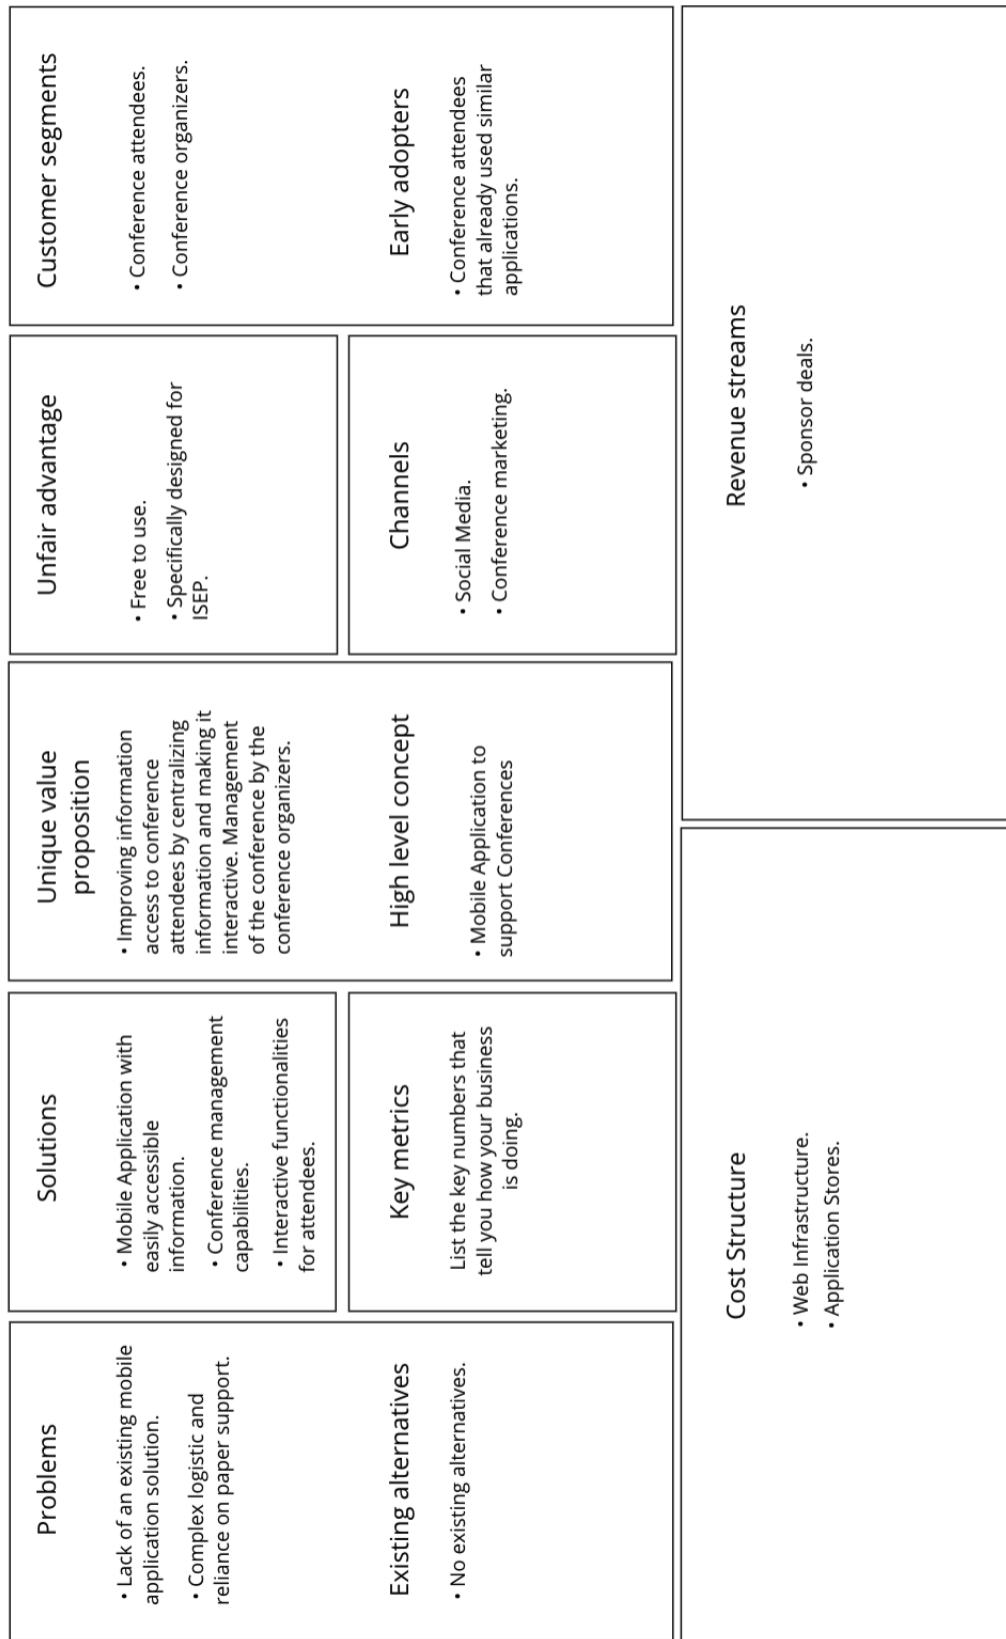 Problems
• Lack of an existing mobile
application solution.
• Complex logistic and
reliance on paper support.
Existing alternatives
• No existing alternatives.
Solutions
• Mobile Application with
easily accessible
information.
• Conference management
capabilities.
• Interactive functionalities
for attendees.
Key metrics
List the key numbers that
tell you how your business
is doing.
Unique value
proposition
• Improving information
access to conference
attendees by centralizing
information and making it
interactive. Management
of the conference by the
conference organizers.
High level concept
• Mobile Application to
support Conferences
Unfair advantage
• Free to use.
• Specifically designed for
ISEP.
Channels
• Social Media.
• Conference marketing.
Customer segments
• Conference attendees.
• Conference organizers.
Early adopters
• Conference attendees
that already used similar
applications.
Cost Structure
• Web Infrastructure.
• Application Stores.
Revenue streams
• Sponsor deals.